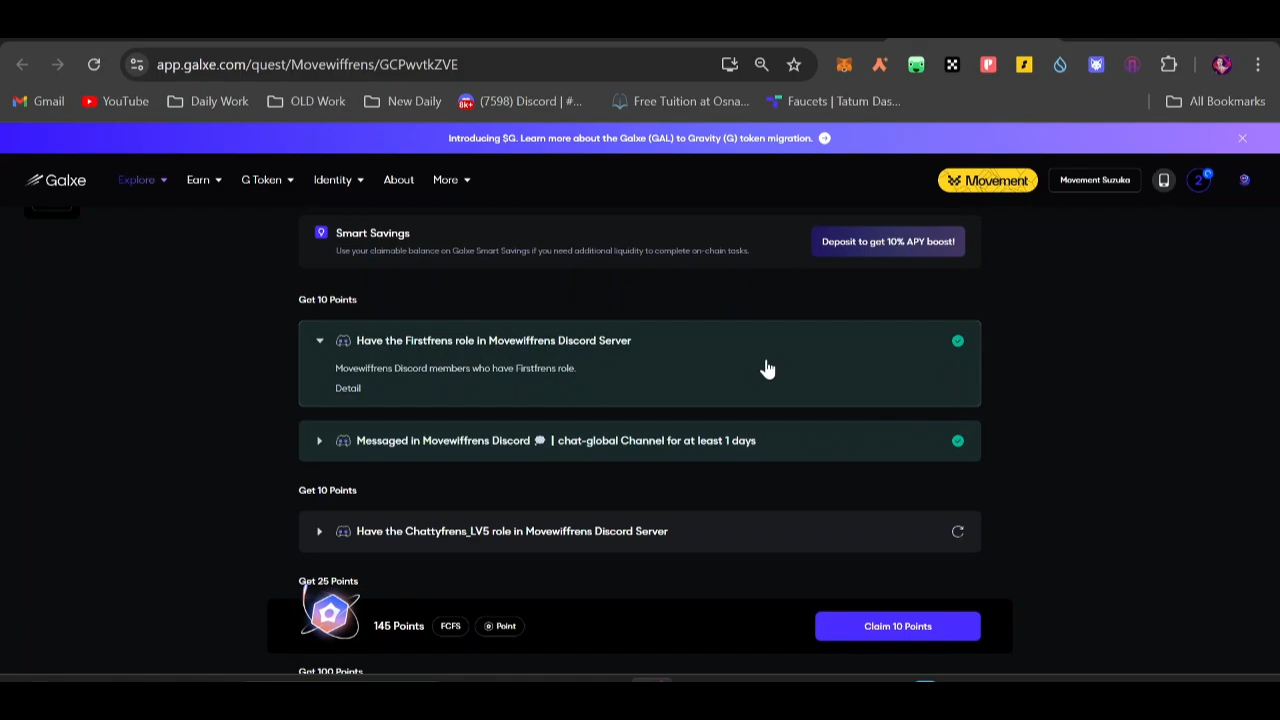 app.galxe.com/quest/Movewiffrens/GCPwvtkZVE
Gmail YouTube Daily Work OLD Work New Daily (7598) Discord | #... Free Tuition at Osna... Faucets | Tatum Das... All Bookmarks
Introducing $G. Learn more about the Galxe (GAL) to Gravity (G) token migration.
Galxe Explore Earn G Token Identity About More Movement Movement Suzuka 2
Smart Savings
Use your claimable balance on Galxe Smart Savings if you need additional liquidity to complete on-chain tasks.
Deposit to get 10% APY boost!
Get 10 Points
Have the Firstfrens role in Movewiffrens Discord Server
Movewiffrens Discord members who have Firstfrens role.
Detail
Messaged in Movewiffrens Discord 💬 | chat-global Channel for at least 1 days
Get 10 Points
Have the Chattyfrens_LV5 role in Movewiffrens Discord Server
Get 25 Points
145 Points FCFS Point Claim 10 Points
Get 100 Points